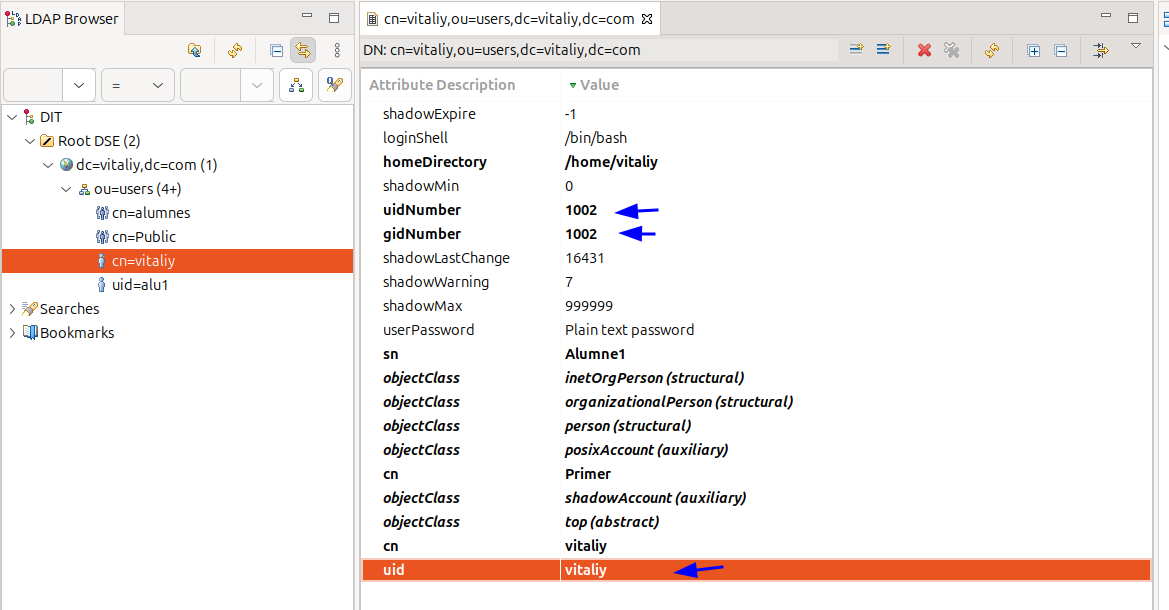 LDAP Browser
=
DIT
Root DSE (2)
dc=vitaliy,dc=com (1)
ou=users (4+)
cn=alumnes
cn=Public
cn=vitaliy
uid=alu1
Searches
Bookmarks
cn=vitaliy,ou=users,dc=vitaliy,dc=com
DN: cn=vitaliy,ou=users,dc=vitaliy,dc=com
Attribute Description Value
shadowExpire -1
loginShell /bin/bash
homeDirectory /home/vitaliy
shadowMin 0
uidNumber 1002
gidNumber 1002
shadowLastChange 16431
shadowWarning 7
shadowMax 999999
userPassword Plain text password
sn Alumne1
objectClass inetOrgPerson (structural)
objectClass organizationalPerson (structural)
objectClass person (structural)
objectClass posixAccount (auxiliary)
cn Primer
objectClass shadowAccount (auxiliary)
objectClass top (abstract)
cn vitaliy
uid vitaliy